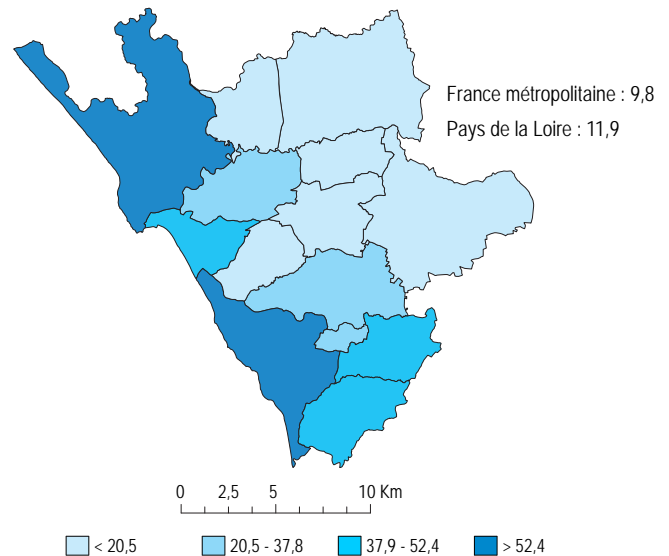 France métropolitaine : 9,8
Pays de la Loire : 11,9
0 2,5 5 10 Km
< 20,5 20,5 - 37,8 37,9 - 52,4 > 52,4